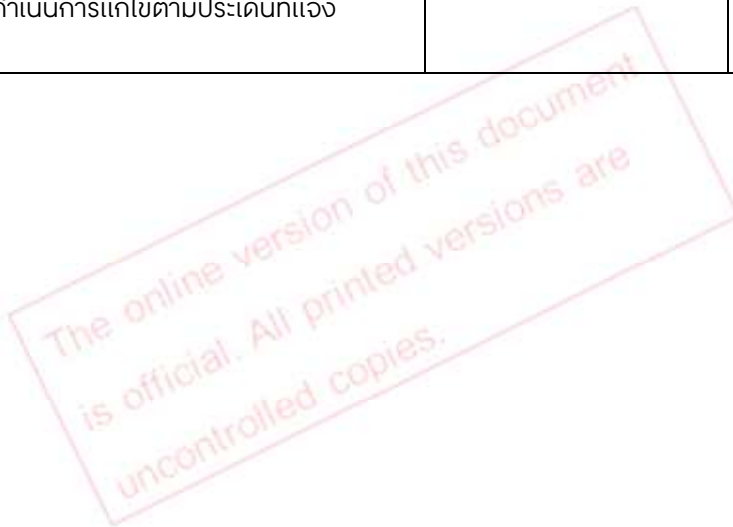 ดำเนินการแก้ไขตามประเด็นที่แจ้ง
The online version of this document
is official. All printed versions are
uncontrolled copies.